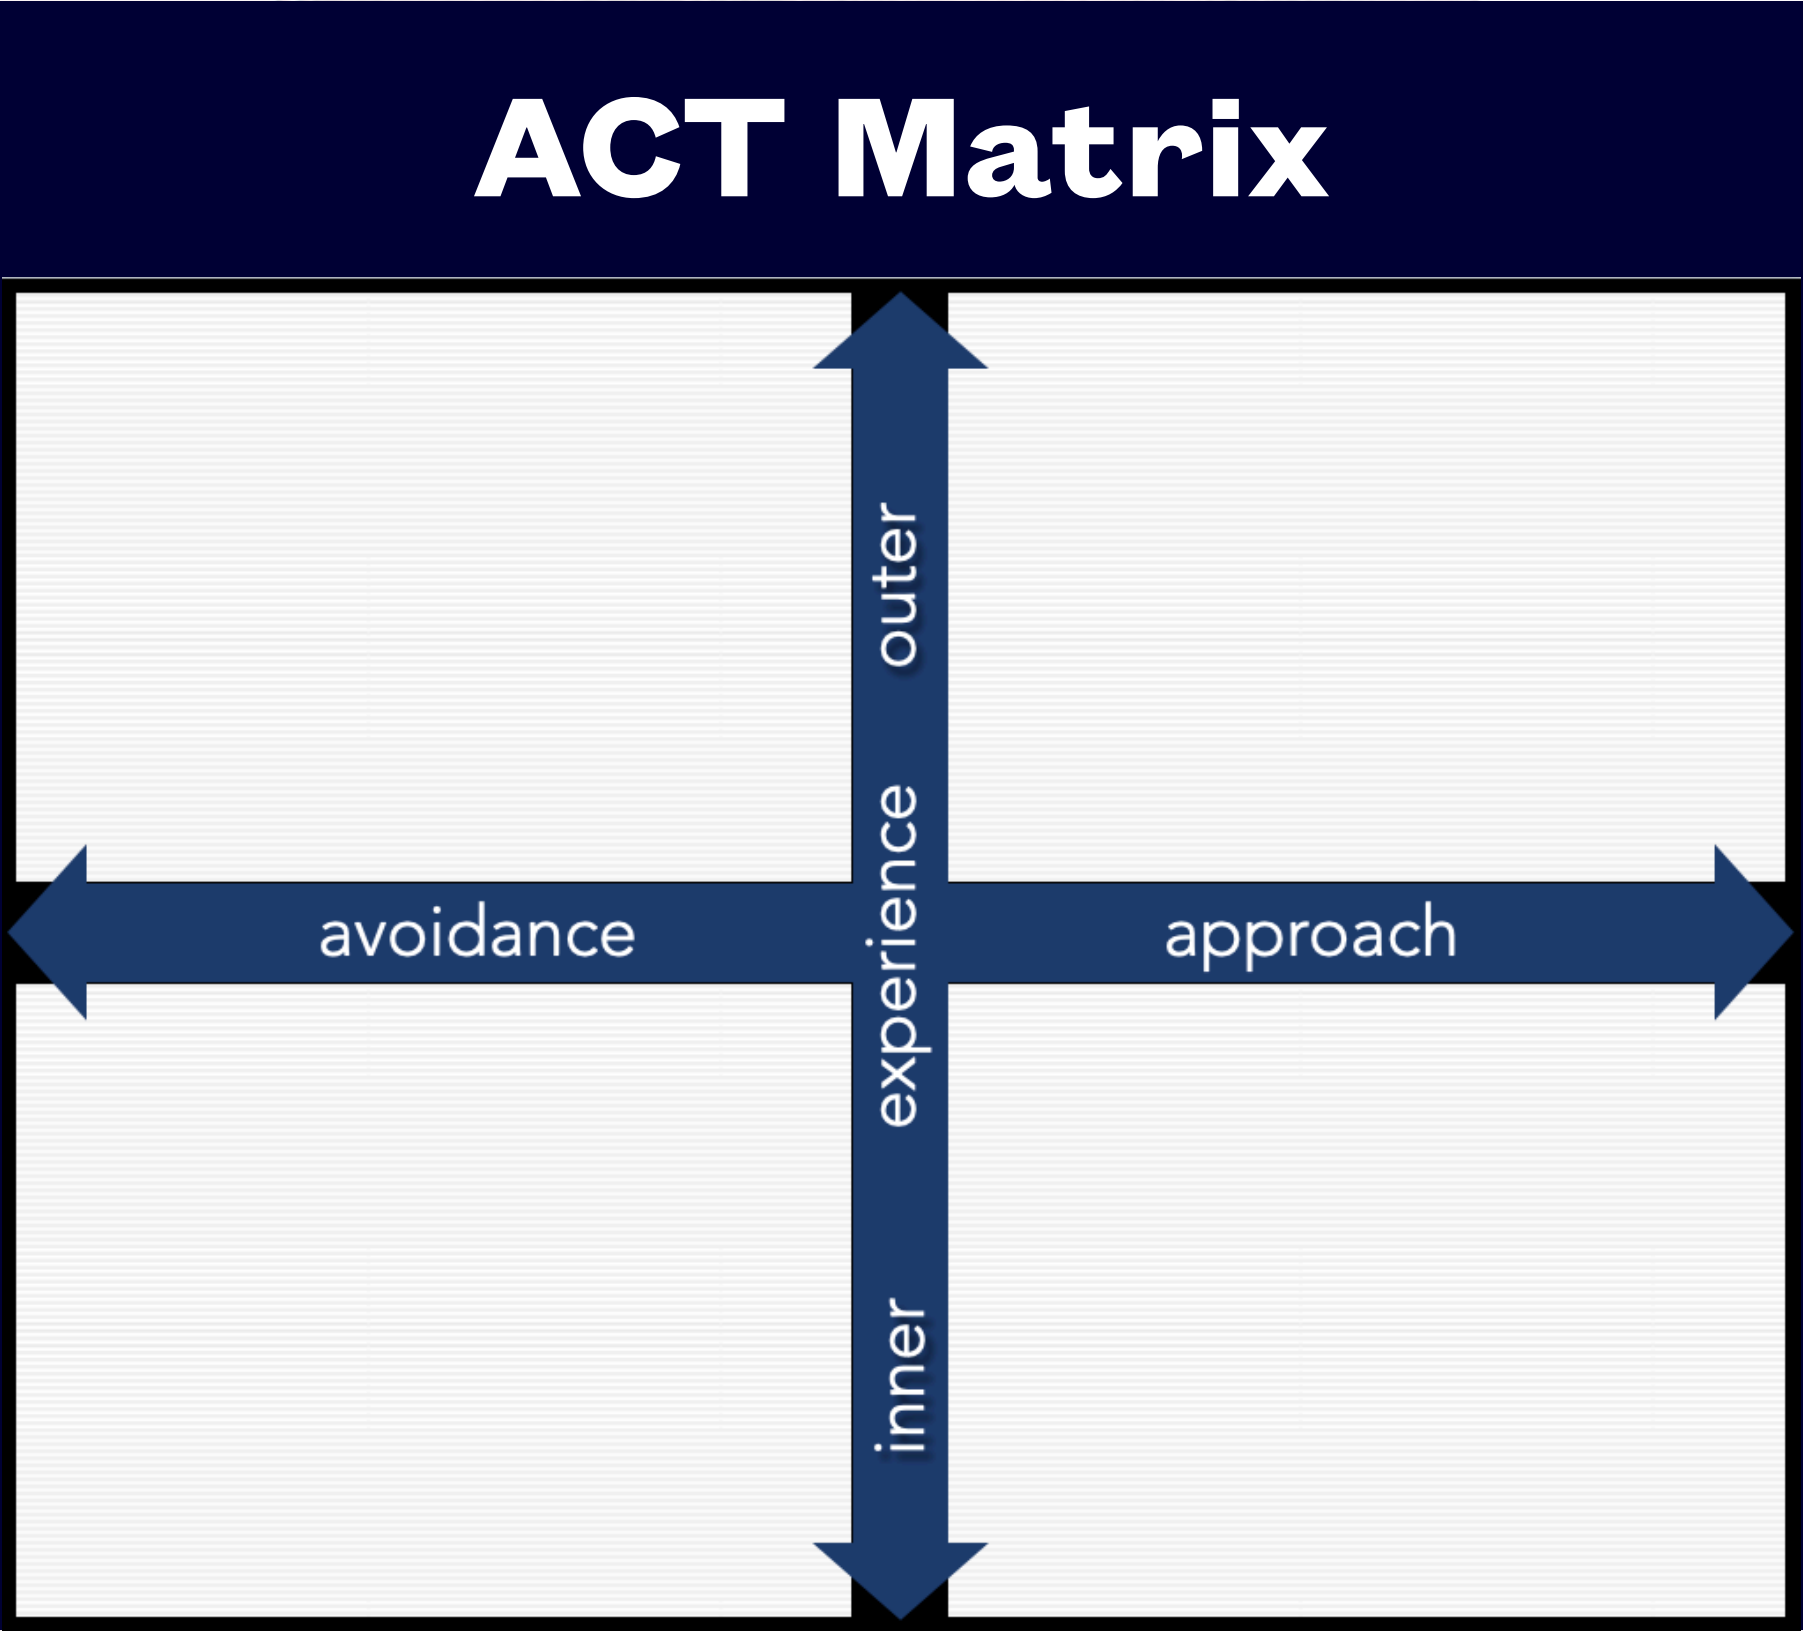 ACT Matrix
outer
avoidance
experience
approach
inner